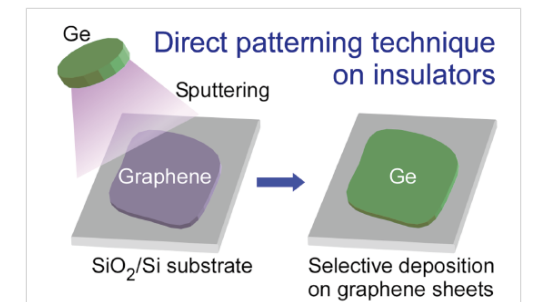 Ge
Direct patterning technique
on insulators
Sputtering
Graphene
Ge
SiO₂/Si substrate
Selective deposition
on graphene sheets